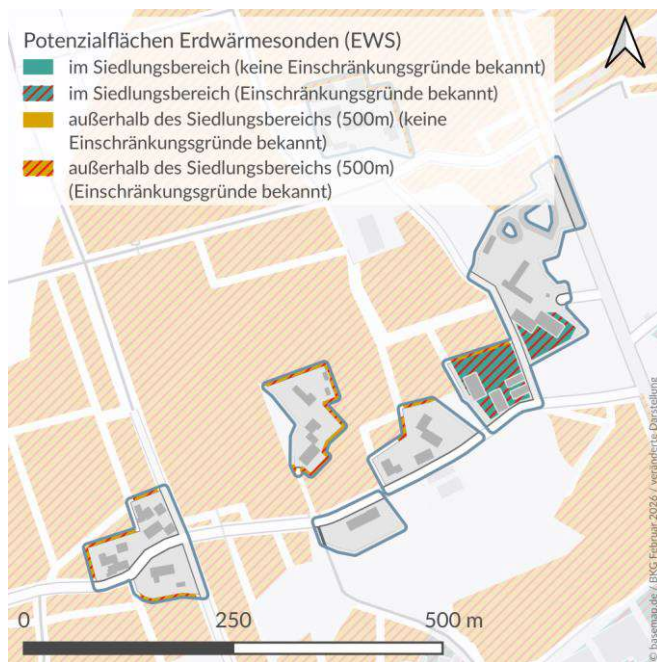 Potenzialflächen Erdwärmesonden (EWS)
im Siedlungsbereich (keine Einschränkungsgründe bekannt)
im Siedlungsbereich (Einschränkungsgründe bekannt)
außerhalb des Siedlungsbereichs (500m) (keine
Einschränkungsgründe bekannt)
außerhalb des Siedlungsbereichs (500m)
(Einschränkungsgründe bekannt)
0 250 500 m
© basemap.de / BKG Februar 2026 / veränderte Darstellung